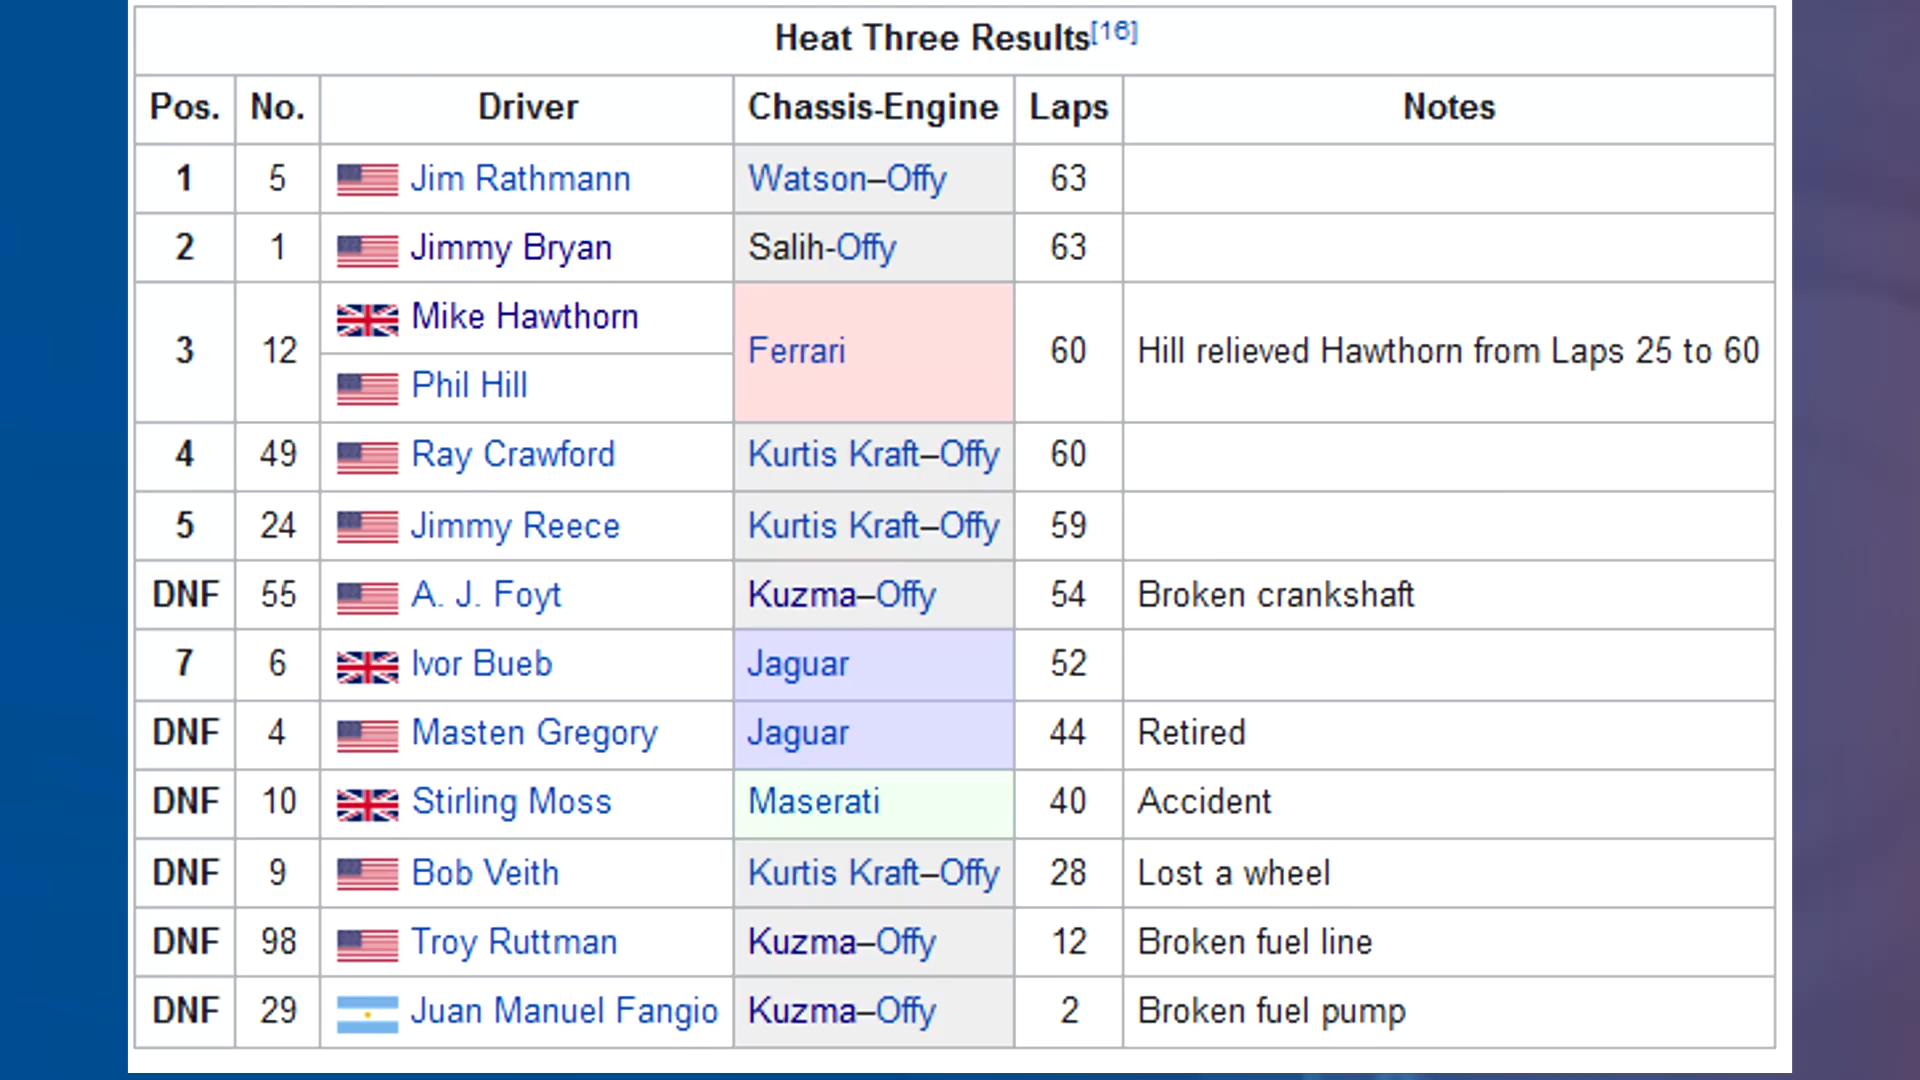 Heat Three Results[16]
Pos. No. Driver Chassis-Engine Laps Notes
1 5 Jim Rathmann Watson–Offy 63
2 1 Jimmy Bryan Salih-Offy 63
3 12 Mike Hawthorn Ferrari 60 Hill relieved Hawthorn from Laps 25 to 60
Phil Hill
4 49 Ray Crawford Kurtis Kraft–Offy 60
5 24 Jimmy Reece Kurtis Kraft–Offy 59
DNF 55 A. J. Foyt Kuzma–Offy 54 Broken crankshaft
7 6 Ivor Bueb Jaguar 52
DNF 4 Masten Gregory Jaguar 44 Retired
DNF 10 Stirling Moss Maserati 40 Accident
DNF 9 Bob Veith Kurtis Kraft–Offy 28 Lost a wheel
DNF 98 Troy Ruttman Kuzma–Offy 12 Broken fuel line
DNF 29 Juan Manuel Fangio Kuzma–Offy 2 Broken fuel pump